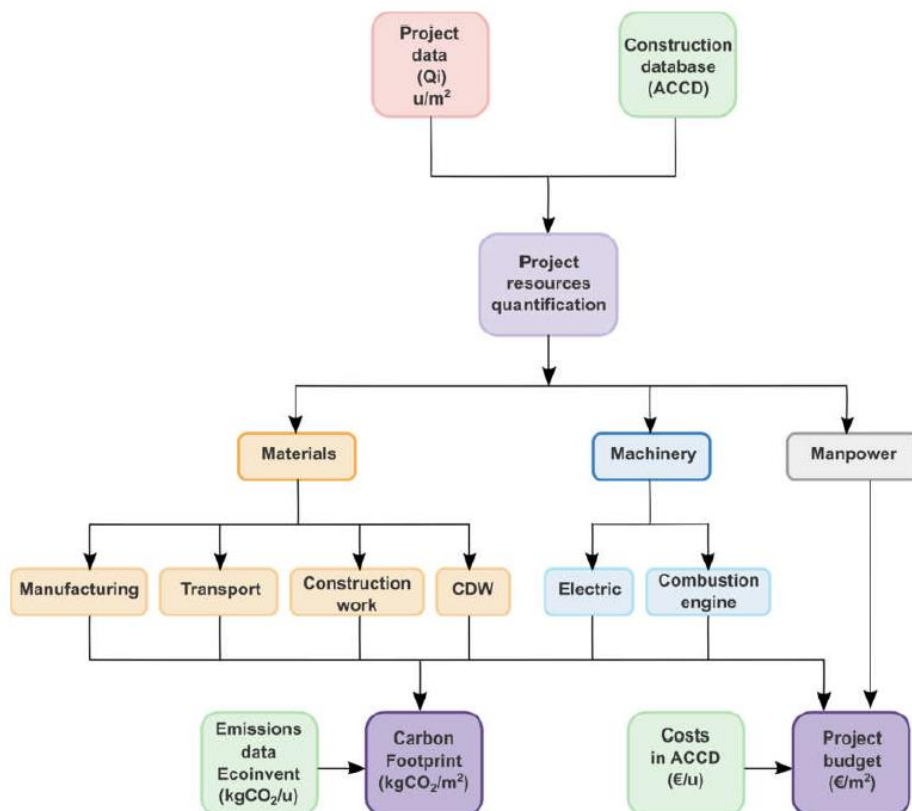 Project
data
(Qi)
u/m²
Construction
database
(ACCD)
Project
resources
quantification
Materials
Machinery
Manpower
Manufacturing
Transport
Construction
work
CDW
Electric
Combustion
engine
Emissions
data
Ecoinvent
(kgCO₂/u)
Carbon
Footprint
(kgCO₂/m²)
Costs
in ACCD
(€/u)
Project
budget
(€/m²)